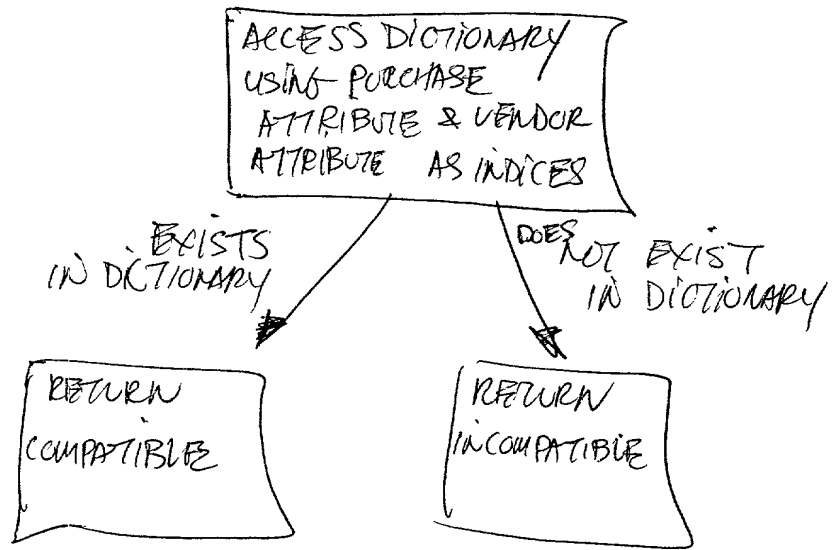 ACCESS DICTIONARY
USING PURCHASE
ATTRIBUTE & VENDOR
ATTRIBUTE AS INDICES
EXISTS
IN DICTIONARY
DOES
NOT EXIST
IN DICTIONARY
RETURN
COMPATIBLE
RETURN
INCOMPATIBLE